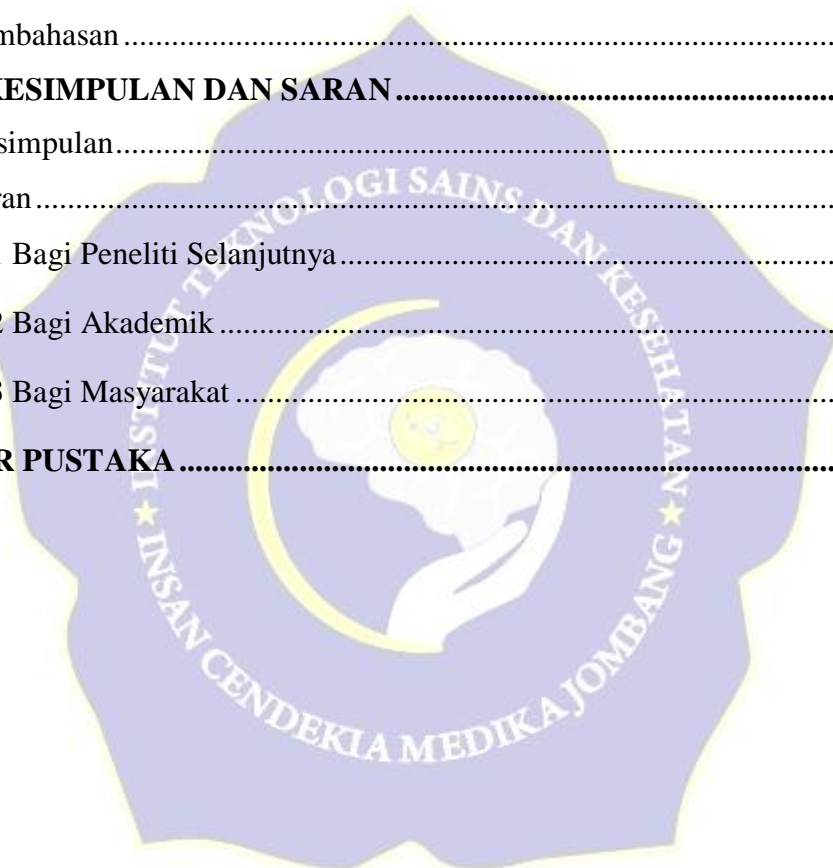 mbahasan ........................................................................................
KESIMPULAN DAN SARAN ........................................................
simpulan ........................................................................................
ran ..................................................................................................
Bagi Peneliti Selanjutnya ..............................................................
2 Bagi Akademik ..............................................................................
3 Bagi Masyarakat ............................................................................
R PUSTAKA ...................................................................................
INSTITUT TEKNOLOGI SAINS DAN KESEHATAN
★ INSAN CENDEKIA MEDIKA JOMBANG ★